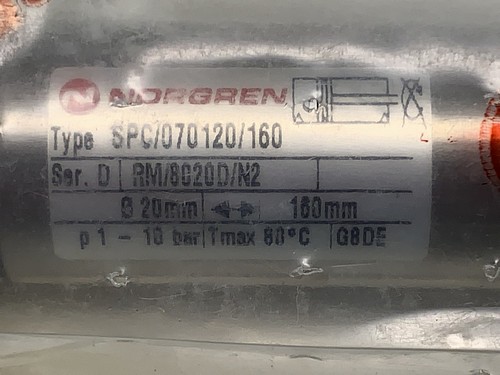 NORGREN
Type SPC/070120/160
Ser. D RM/8020D/N2
Ø 20mm 160mm
p 1 - 10 bar Tmax 80°C G8DE